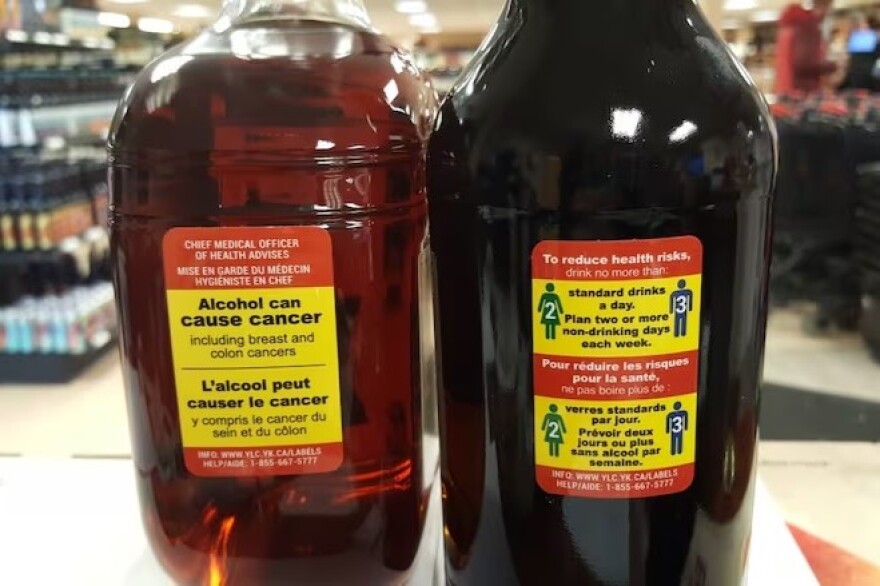 CHIEF MEDICAL OFFICER
OF HEALTH ADVISES
MISE EN GARDE DU MÉDECIN
HYGIÉNISTE EN CHEF
Alcohol can
cause cancer
including breast and
colon cancers
L'alcool peut
causer le cancer
y compris le cancer du
sein et du côlon
INFO: WWW.YLC.YK.CA/LABELS
HELP/AIDE: 1-855-667-5777
To reduce health risks,
drink no more than:
2
standard drinks
a day.
3
Plan two or more
non-drinking days
each week.
Pour réduire les risques
pour la santé,
ne pas boire plus de :
2
verres standards
par jour.
3
Prévoir deux
jours ou plus
sans alcool par
semaine.
INFO: WWW.YLC.YK.CA/LABELS
HELP/AIDE: 1-855-667-5777